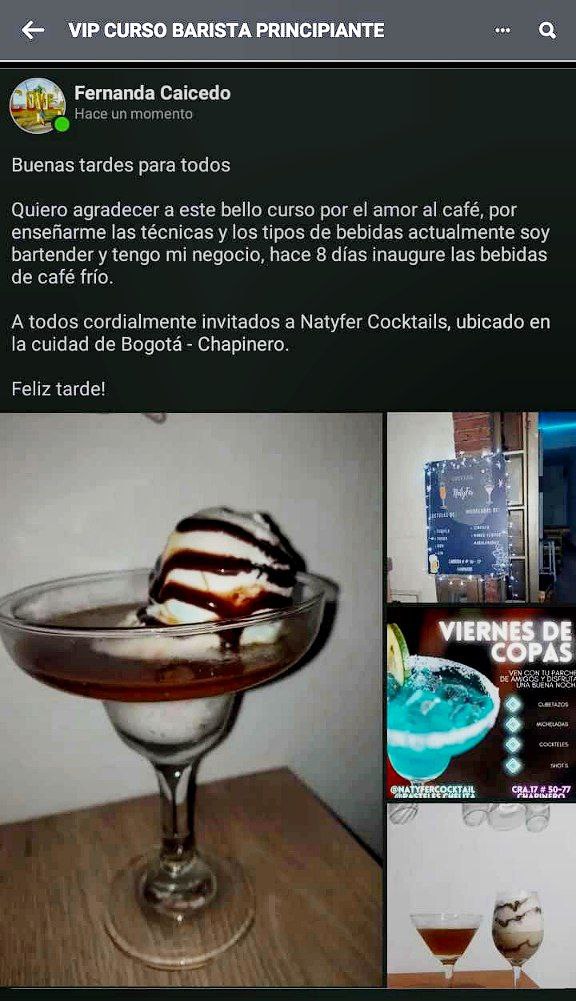 VIP CURSO BARISTA PRINCIPIANTE
Fernanda Caicedo
Hace un momento
Buenas tardes para todos
Quiero agradecer a este bello curso por el amor al café, por
enseñarme las técnicas y los tipos de bebidas actualmente soy
bartender y tengo mi negocio, hace 8 días inaugure las bebidas
de café frío.
A todos cordialmente invitados a Natyfer Cocktails, ubicado en
la cuidad de Bogotá - Chapinero.
Feliz tarde!
VIERNES DE
COPAS
VEN CON TU PARCHE
DE AMIGOS Y DISFRUTA
UNA BUENA NOCH
CUBETAZOS
MICHELADAS
COCKTELES
SHOTS
@NATYFERCOCKTAIL
@PASTELES CHELITA
CRA.17 # 50-77
CHAPINERO